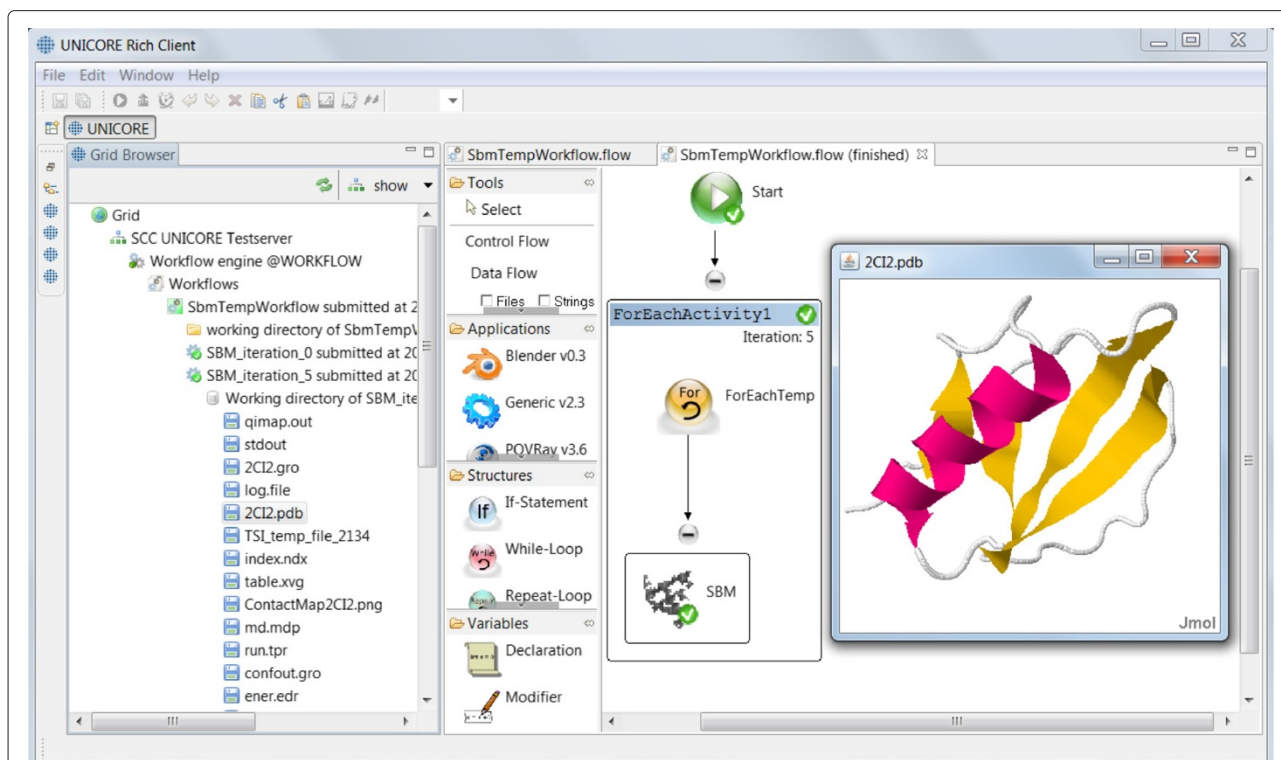 UNICORE Rich Client
File Edit Window Help
UNICORE
Grid Browser
show
Grid
SCC UNICORE Testserver
Workflow engine @WORKFLOW
Workflows
SbmTempWorkflow submitted at 2
working directory of SbmTemp
SBM_iteration_0 submitted at 20
SBM_iteration_5 submitted at 20
Working directory of SBM_ite
qimap.out
stdout
2CI2.gro
log.file
2CI2.pdb
TSI_temp_file_2134
index.ndx
table.xvg
ContactMap2CI2.png
md.mdp
run.tpr
confout.gro
ener.edr
SbmTempWorkflow.flow
SbmTempWorkflow.flow (finished)
Tools
Select
Control Flow
Data Flow
Files Strings
Applications
Blender v0.3
Generic v2.3
POVRay v3.6
Structures
If If-Statement
While While-Loop
Repeat-Loop
Variables
Declaration
Modifier
Start
ForEachActivity1
Iteration: 5
For ForEachTemp
SBM
2CI2.pdb
Jmol